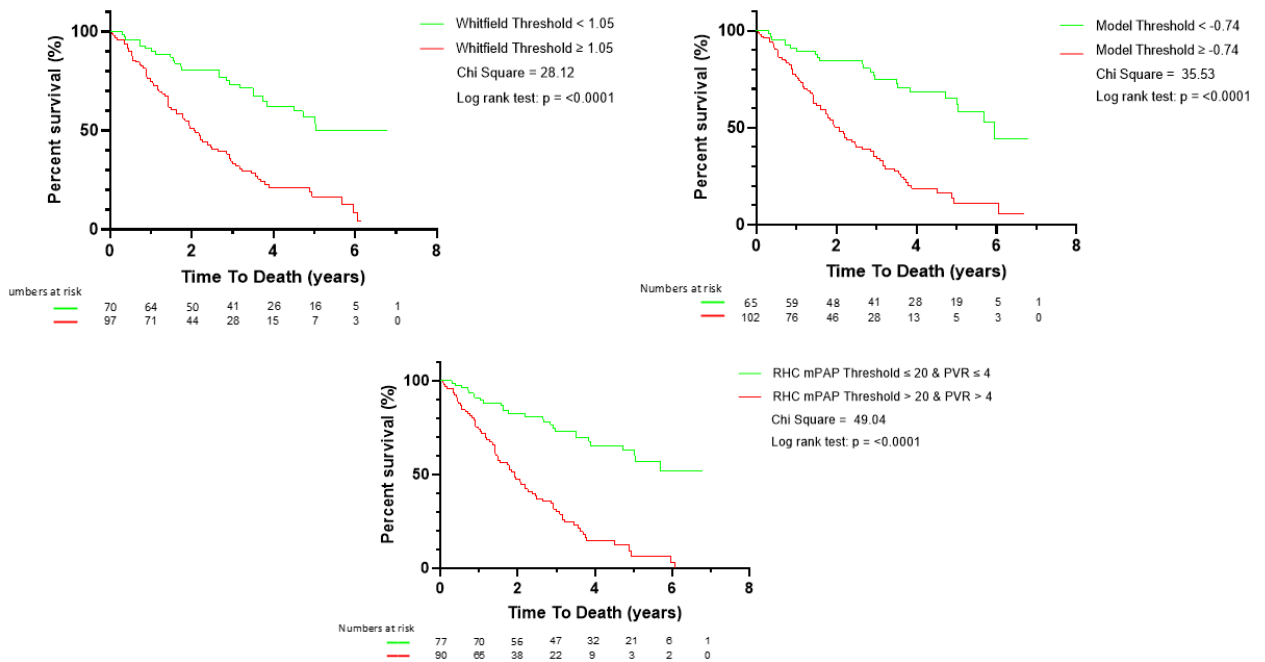 Whitfield Threshold < 1.05
Whitfield Threshold ≥ 1.05
Chi Square = 28.12
Log rank test: p = <0.0001
Percent survival (%)
100
50
0
0 2 4 6 8
Time To Death (years)
umbers at risk
70 64 50 41 26 16 5 1
97 71 44 28 15 7 3 0
Model Threshold < -0.74
Model Threshold ≥ -0.74
Chi Square = 35.53
Log rank test: p = <0.0001
Percent survival (%)
100
50
0
0 2 4 6 8
Time To Death (years)
Numbers at risk
65 59 48 41 28 19 5 1
102 76 46 28 13 5 3 0
RHC mPAP Threshold ≤ 20 & PVR ≤ 4
RHC mPAP Threshold > 20 & PVR > 4
Chi Square = 49.04
Log rank test: p = <0.0001
Percent survival (%)
100
50
0
0 2 4 6 8
Time To Death (years)
Numbers at risk
77 70 56 47 32 21 6 1
90 65 38 22 9 3 2 0